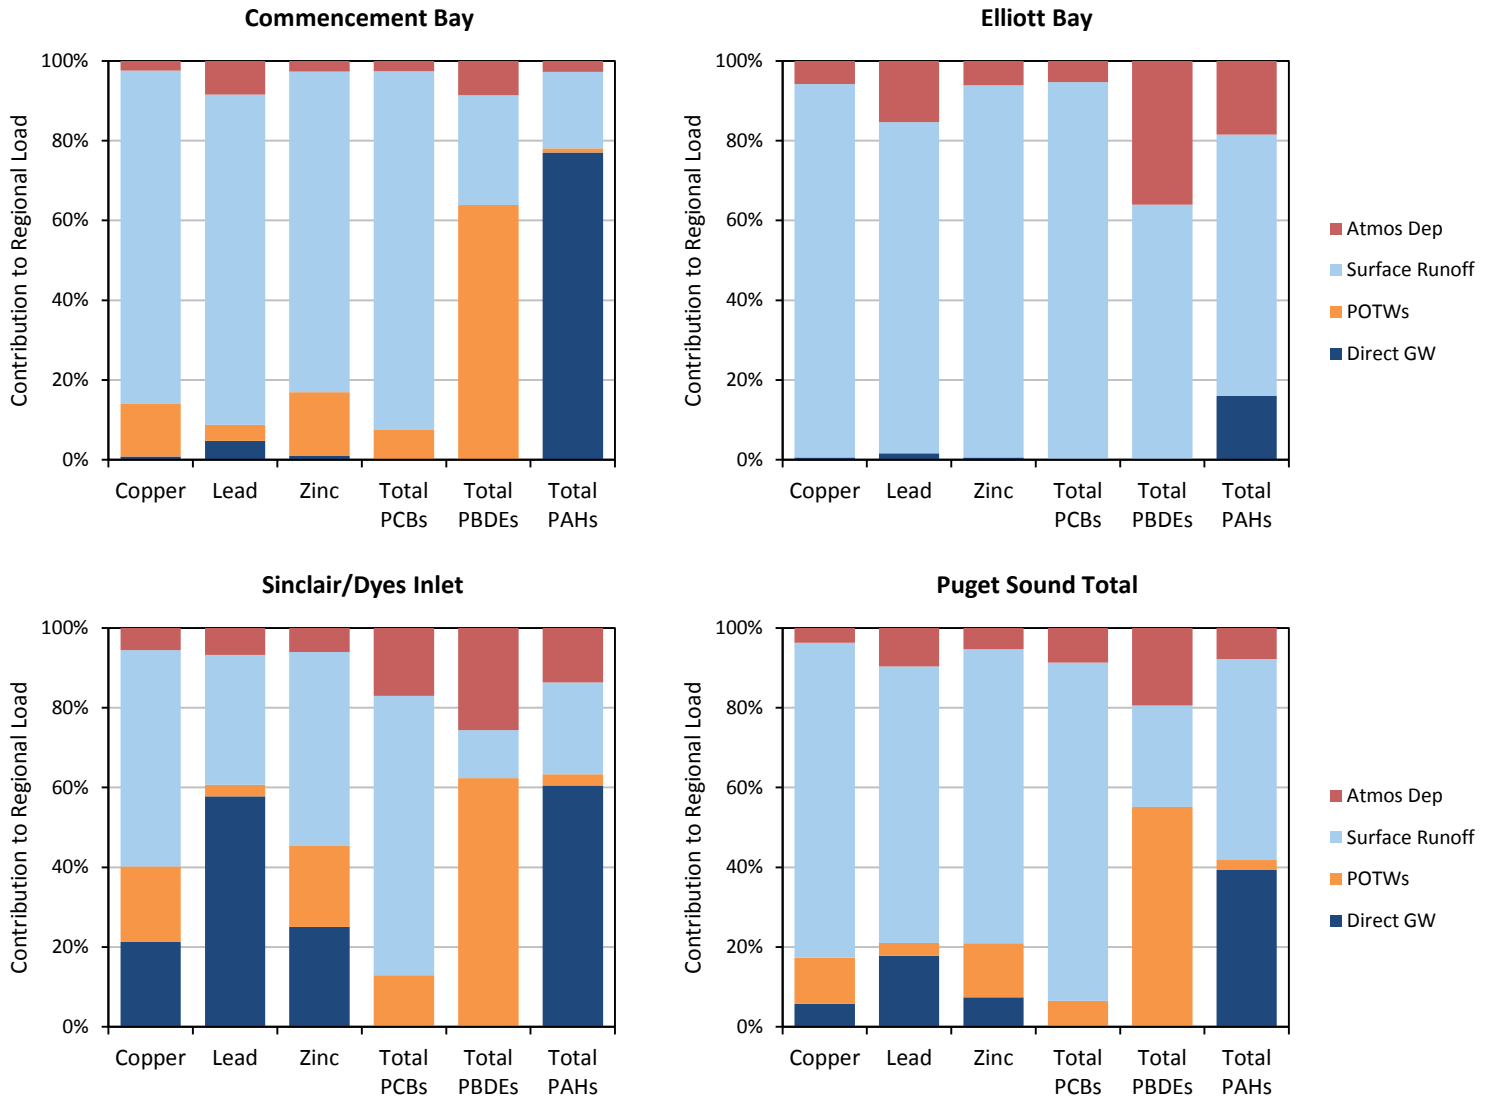 Commencement Bay
Contribution to Regional Load
100%
80%
60%
40%
20%
0%
Copper Lead Zinc Total PCBs Total PBDEs Total PAHs
Elliott Bay
Contribution to Regional Load
100%
80%
60%
40%
20%
0%
Copper Lead Zinc Total PCBs Total PBDEs Total PAHs
Atmos Dep
Surface Runoff
POTWs
Direct GW
Sinclair/Dyes Inlet
Contribution to Regional Load
100%
80%
60%
40%
20%
0%
Copper Lead Zinc Total PCBs Total PBDEs Total PAHs
Puget Sound Total
Contribution to Regional Load
100%
80%
60%
40%
20%
0%
Copper Lead Zinc Total PCBs Total PBDEs Total PAHs
Atmos Dep
Surface Runoff
POTWs
Direct GW